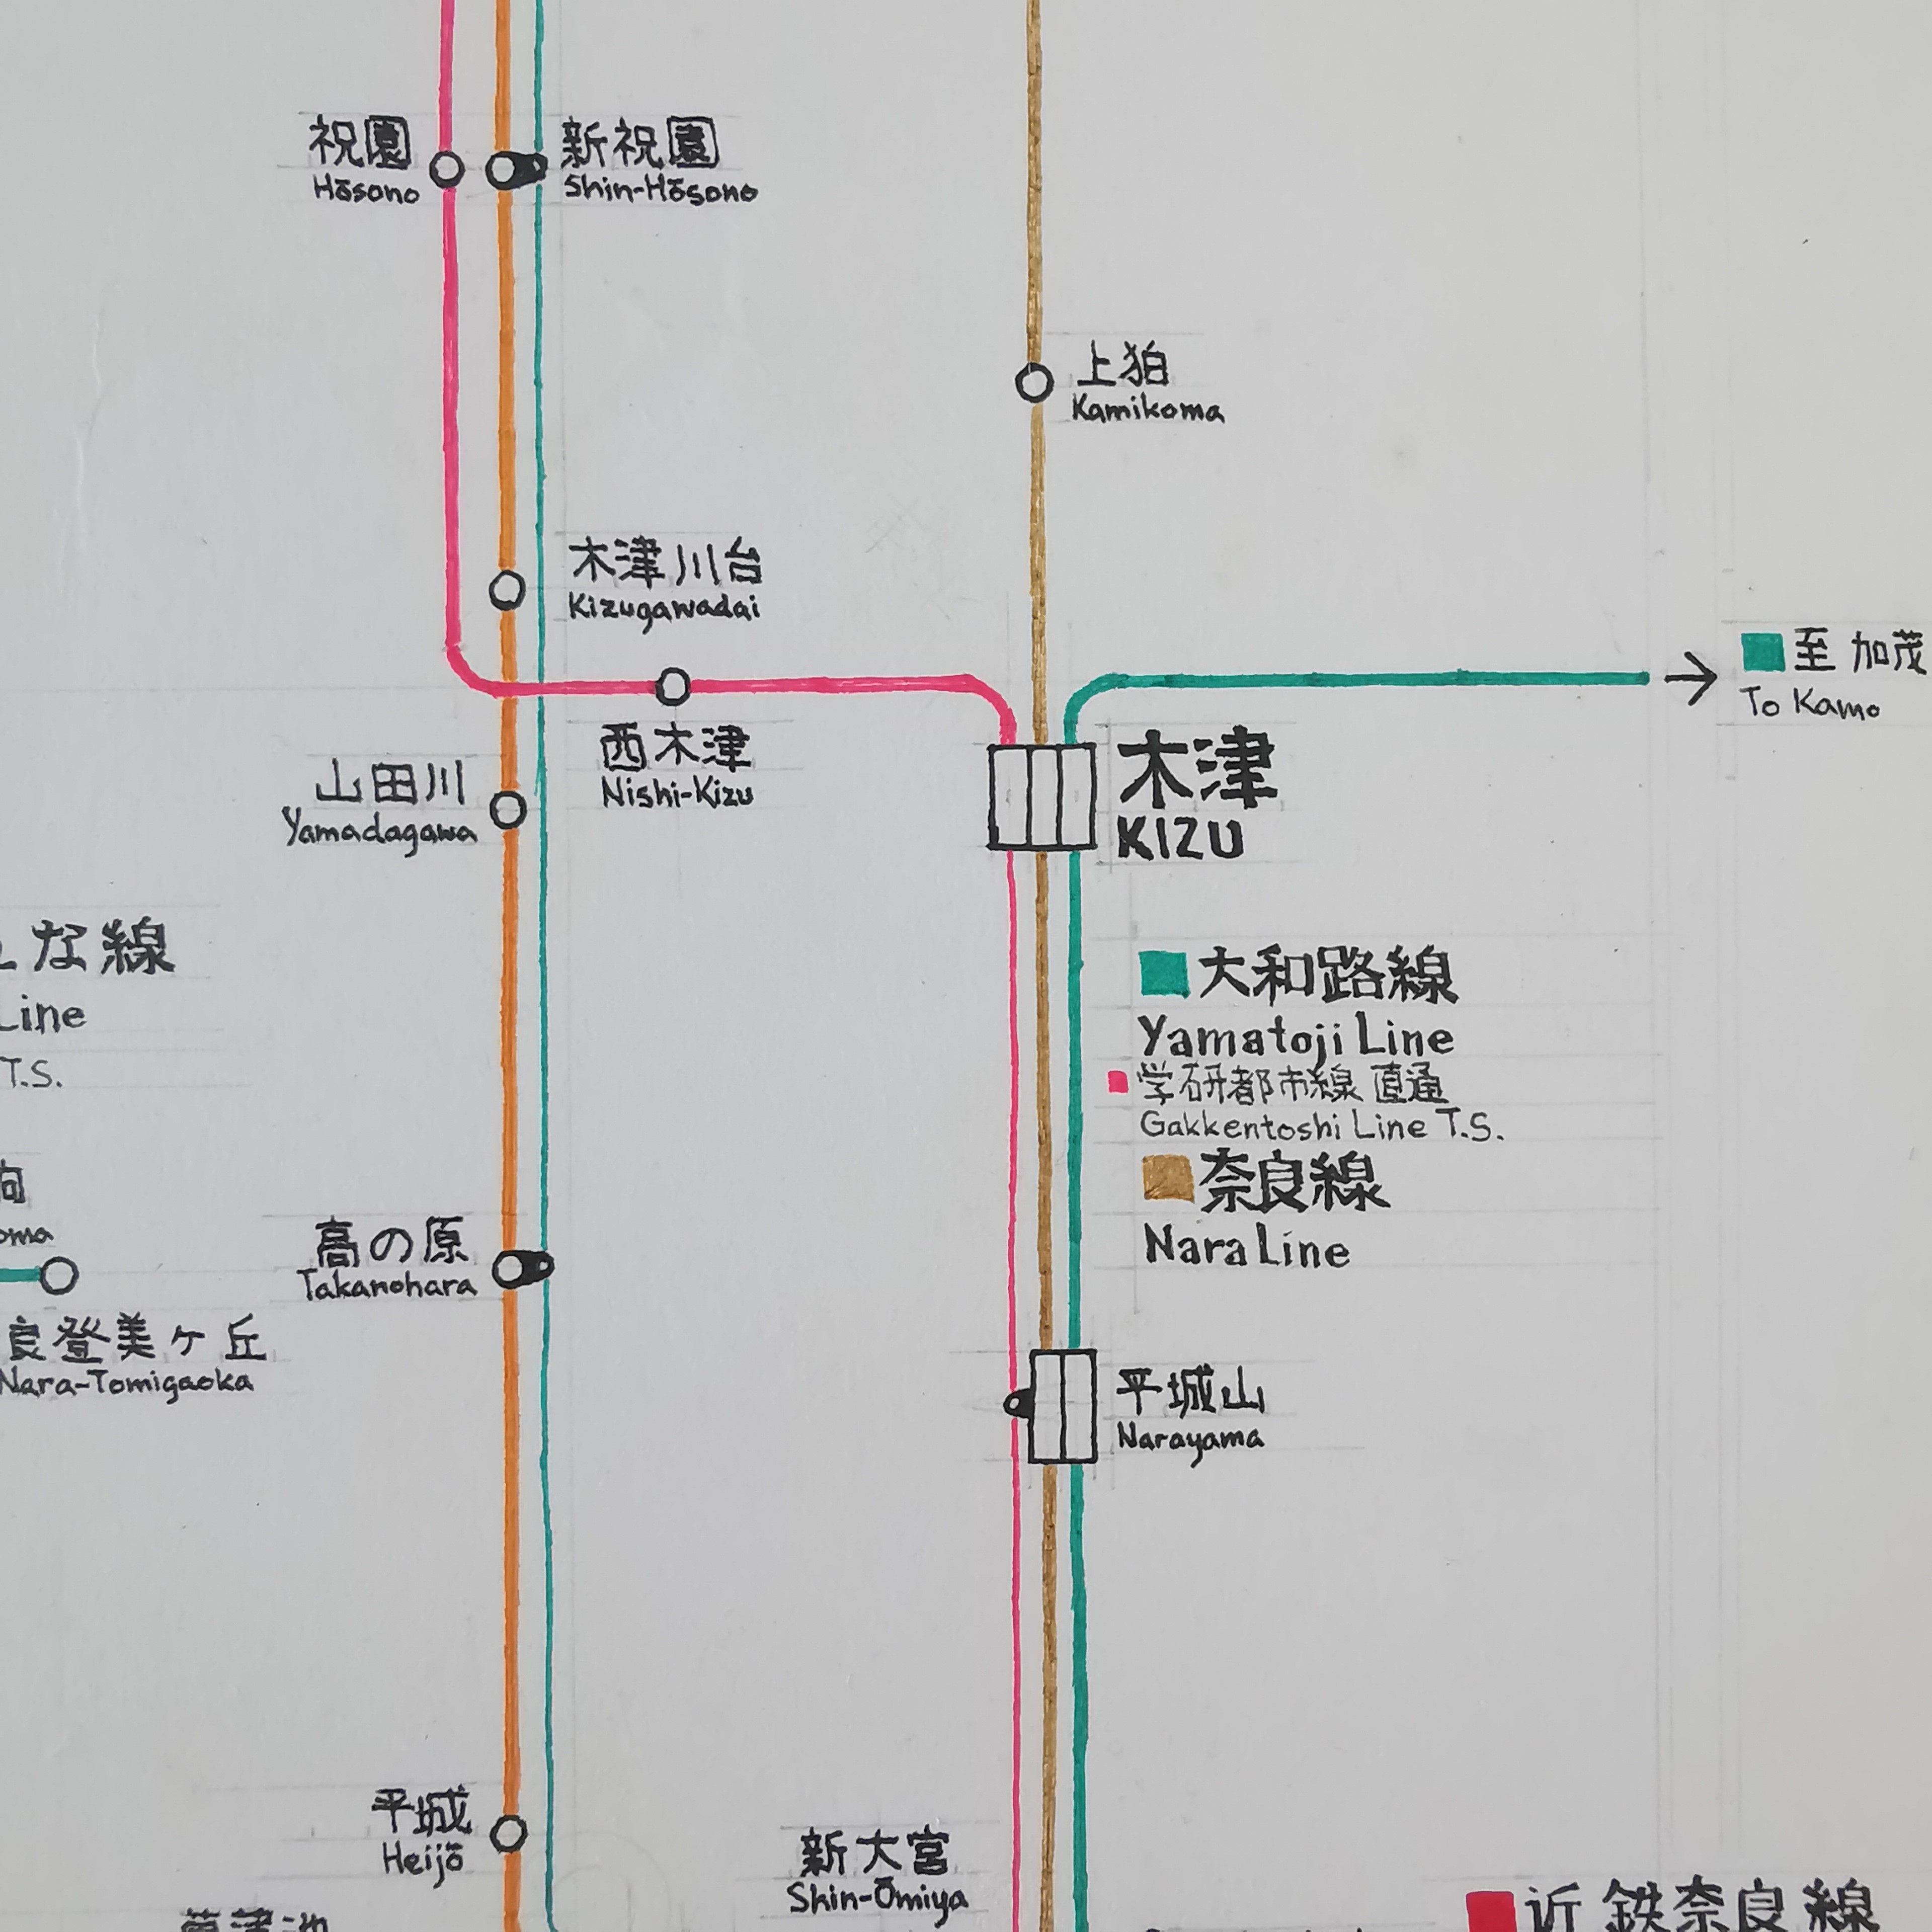 祝園
Hōsono
新祝園
Shin-Hōsono
上狛
Kamikoma
木津川台
Kizugawadai
至 加茂
To Kamo
西木津
Nishi-Kizu
木津
KIZU
山田川
Yamadagawa
な線
Line
T.S.
大和路線
Yamatoji Line
学研都市線 直通
Gakkentoshi Line T.S.
奈良線
Nara Line
oma
高の原
Takanohara
良登美ヶ丘
Nara-Tomigaoka
平城山
Narayama
平城
Heijō
新大宮
Shin-Ōmiya
近鉄奈良線